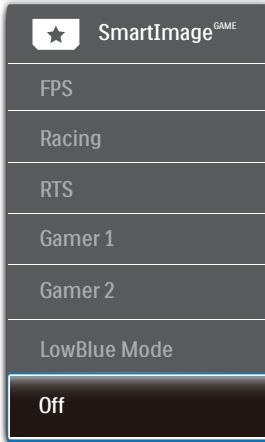 SmartImage GAME
FPS
Racing
RTS
Gamer 1
Gamer 2
LowBlue Mode
Off